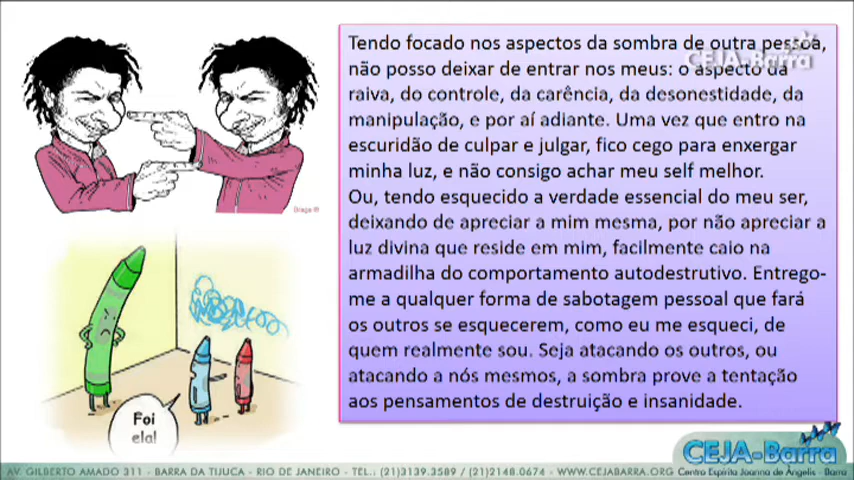 Tendo focado nos aspectos da sombra de outra pessoa,
não posso deixar de entrar nos meus: o aspecto da
raiva, do controle, da carência, da desonestidade, da
manipulação, e por aí adiante. Uma vez que entro na
escuridão de culpar e julgar, fico cego para enxergar
minha luz, e não consigo achar meu self melhor.
Ou, tendo esquecido a verdade essencial do meu ser,
deixando de apreciar a mim mesma, por não apreciar a
luz divina que reside em mim, facilmente caio na
armadilha do comportamento autodestrutivo. Entrego-
me a qualquer forma de sabotagem pessoal que fará
os outros se esquecerem, como eu me esqueci, de
quem realmente sou. Seja atacando os outros, ou
atacando a nós mesmos, a sombra prove a tentação
aos pensamentos de destruição e insanidade.
CEJA-Barra
Foi
ela!
CEJA-Barra
AV. GILBERTO AMADO 311 - BARRA DA TIJUCA - RIO DE JANEIRO - TEL.: (21)3139.3589 / (21)2148.0674 - WWW.CEJABARRA.ORG Centro Espírita Joanna de Ângelis - Barra